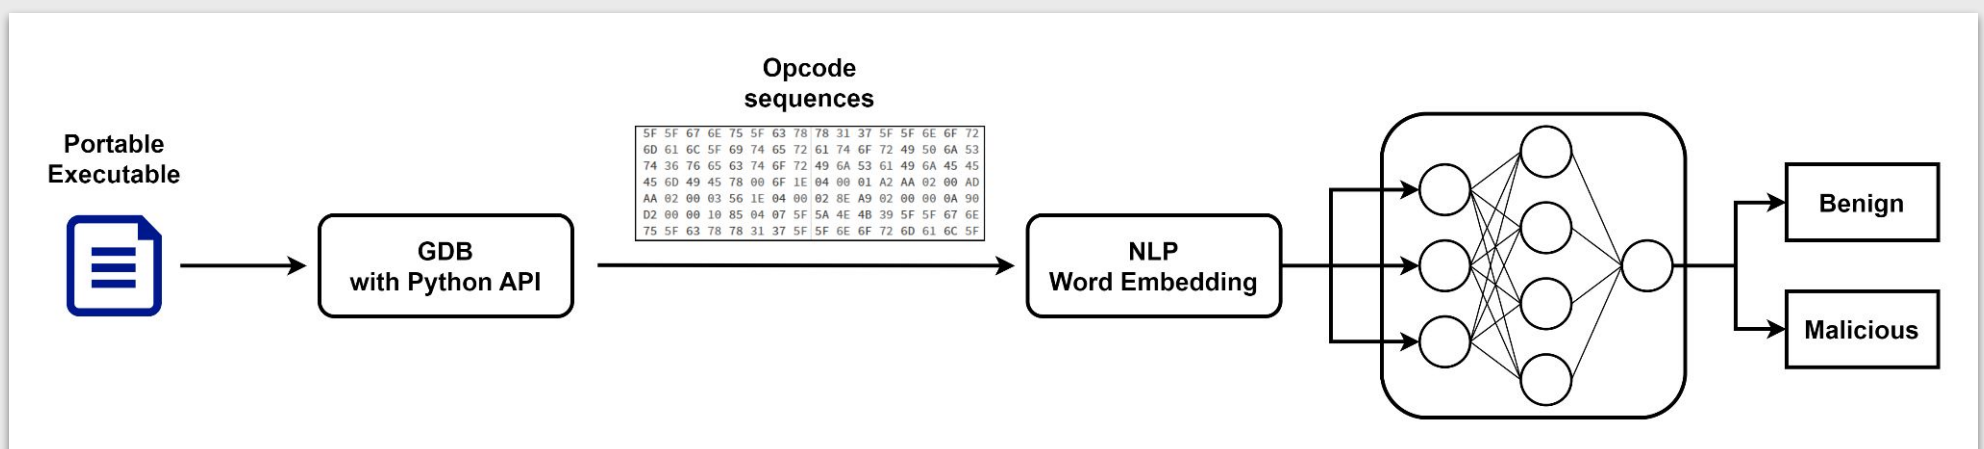 Portable
Executable
GDB
with Python API
Opcode
sequences
5F 5F 67 6E 75 5F 63 78 78 31 37 5F 5F 6E 6F 72
6D 61 6C 5F 69 74 65 72 61 74 6F 72 49 50 6A 53
74 36 76 65 63 74 6F 72 49 6A 53 61 49 6A 45 45
45 6D 49 45 78 00 6F 1E 04 00 01 A2 AA 02 00 AD
AA 02 00 03 56 1E 04 00 02 8E A9 02 00 00 0A 90
D2 00 00 10 85 04 07 5F 5A 4E 4B 39 5F 5F 67 6E
75 5F 63 78 78 31 37 5F 5F 6E 6F 72 6D 61 6C 5F
NLP
Word Embedding
Benign
Malicious